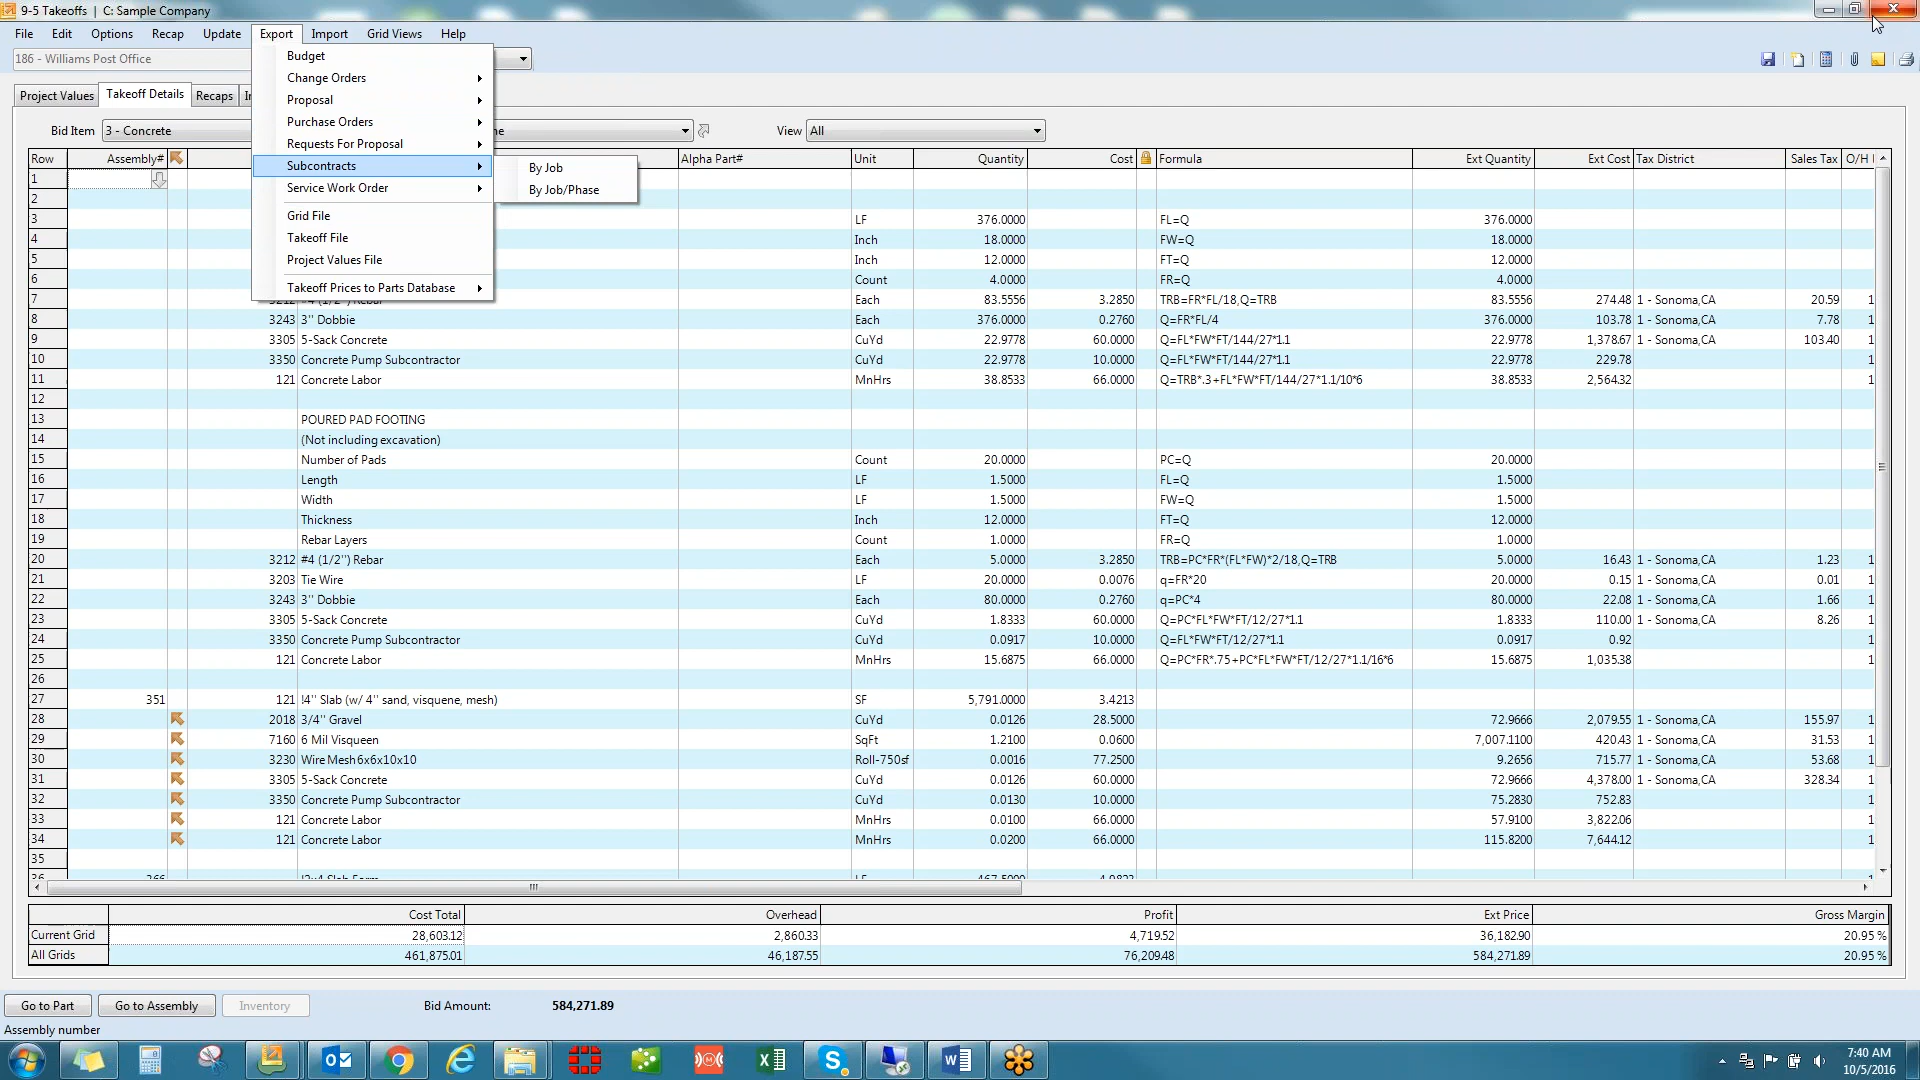 9-5 Takeoffs | C: Sample Company
File Edit Options Recap Update Export Import Grid Views Help
186 - Williams Post Office
Budget
Change Orders
Proposal
Purchase Orders
Requests For Proposal
Subcontracts
Service Work Order
Grid File
Takeoff File
Project Values File
Takeoff Prices to Parts Database
By Job
By Job/Phase
Project Values Takeoff Details Recaps
Bid Item 3 - Concrete View All
Row Assembly# Alpha Part# Unit Quantity Cost Formula Ext Quantity Ext Cost Tax District Sales Tax O/H
1
2
3 LF 376.0000 FL=Q 376.0000
4 Inch 18.0000 FW=Q 18.0000
5 Inch 12.0000 FT=Q 12.0000
6 Count 4.0000 FR=Q 4.0000
7 3212 #4 (1/2'') Rebar Each 83.5556 3.2850 TRB=FR*FL/18,Q=TRB 83.5556 274.48 1 - Sonoma,CA 20.59 1
8 3243 3'' Dobbie Each 376.0000 0.2760 Q=FR*FL/4 376.0000 103.78 1 - Sonoma,CA 7.78 1
9 3305 5-Sack Concrete CuYd 22.9778 60.0000 Q=FL*FW*FT/144/27*1.1 22.9778 1,378.67 1 - Sonoma,CA 103.40 1
10 3350 Concrete Pump Subcontractor CuYd 22.9778 10.0000 Q=FL*FW*FT/144/27*1.1 22.9778 229.78 1
11 121 Concrete Labor MnHrs 38.8533 66.0000 Q=TRB*.3+FL*FW*FT/144/27*1.1/10*6 38.8533 2,564.32 1
12
13 POURED PAD FOOTING
14 (Not including excavation)
15 Number of Pads Count 20.0000 PC=Q 20.0000
16 Length LF 1.5000 FL=Q 1.5000
17 Width LF 1.5000 FW=Q 1.5000
18 Thickness Inch 12.0000 FT=Q 12.0000
19 Rebar Layers Count 1.0000 FR=Q 1.0000
20 3212 #4 (1/2'') Rebar Each 5.0000 3.2850 TRB=PC*FR*(FL*FW)*2/18,Q=TRB 5.0000 16.43 1 - Sonoma,CA 1.23 1
21 3203 Tie Wire LF 20.0000 0.0076 q=FR*20 20.0000 0.15 1 - Sonoma,CA 0.01 1
22 3243 3'' Dobbie Each 80.0000 0.2760 q=PC*4 80.0000 22.08 1 - Sonoma,CA 1.66 1
23 3305 5-Sack Concrete CuYd 1.8333 60.0000 Q=PC*FL*FW*FT/12/27*1.1 1.8333 110.00 1 - Sonoma,CA 8.26 1
24 3350 Concrete Pump Subcontractor CuYd 0.0917 10.0000 Q=FL*FW*FT/12/27*1.1 0.0917 0.92 1
25 121 Concrete Labor MnHrs 15.6875 66.0000 Q=PC*FR*.75+PC*FL*FW*FT/12/27*1.1/16*6 15.6875 1,035.38 1
26
27 351 121 !4'' Slab (w/ 4'' sand, visquene, mesh) SF 5,791.0000 3.4213
28 2018 3/4'' Gravel CuYd 0.0126 28.5000 72.9666 2,079.55 1 - Sonoma,CA 155.97 1
29 7160 6 Mil Visqueen SqFt 1.2100 0.0600 7,007.1100 420.43 1 - Sonoma,CA 31.53 1
30 3230 Wire Mesh6x6x10x10 Roll-750sf 0.0016 77.2500 9.2656 715.77 1 - Sonoma,CA 53.68 1
31 3305 5-Sack Concrete CuYd 0.0126 60.0000 72.9666 4,378.00 1 - Sonoma,CA 328.34 1
32 3350 Concrete Pump Subcontractor CuYd 0.0130 10.0000 75.2830 752.83 1
33 121 Concrete Labor MnHrs 0.0100 66.0000 57.9100 3,822.06 1
34 121 Concrete Labor MnHrs 0.0200 66.0000 115.8200 7,644.12 1
35
36 366 !2x4 Slab Form LF
Cost Total Overhead Profit Ext Price Gross Margin
Current Grid 28,603.12 2,860.33 4,719.52 36,182.90 20.95 %
All Grids 461,875.01 46,187.55 76,209.48 584,271.89 20.95 %
Go to Part Go to Assembly Inventory Bid Amount: 584,271.89
Assembly number
7:40 AM
10/5/2016